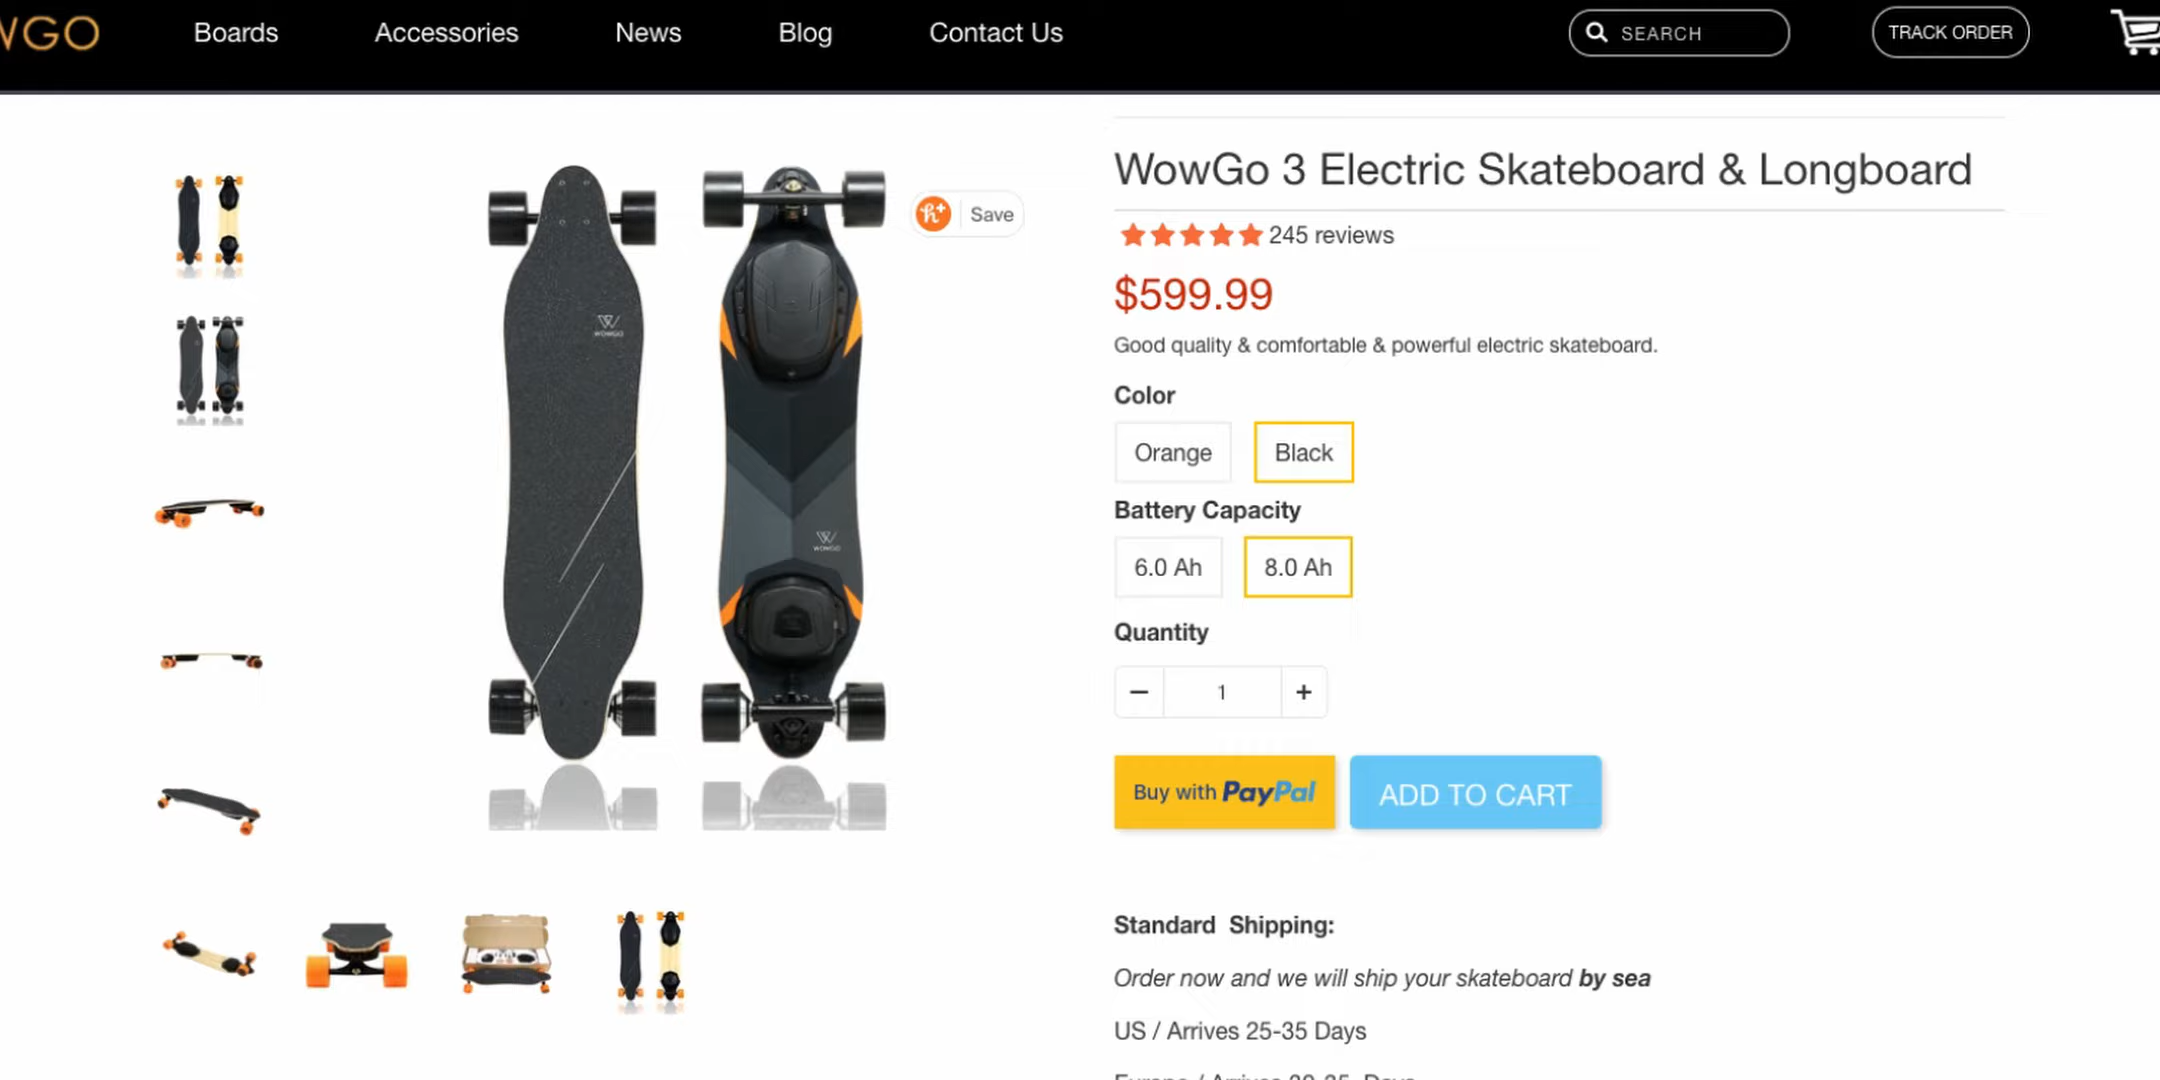 WGO
Boards
Accessories
News
Blog
Contact Us
SEARCH
TRACK ORDER
WOWGO
WOWGO
h+ Save
WowGo 3 Electric Skateboard & Longboard
245 reviews
$599.99
Good quality & comfortable & powerful electric skateboard.
Color
Orange
Black
Battery Capacity
6.0 Ah
8.0 Ah
Quantity
− 1 +
Buy with PayPal
ADD TO CART
Standard Shipping:
Order now and we will ship your skateboard by sea
US / Arrives 25-35 Days